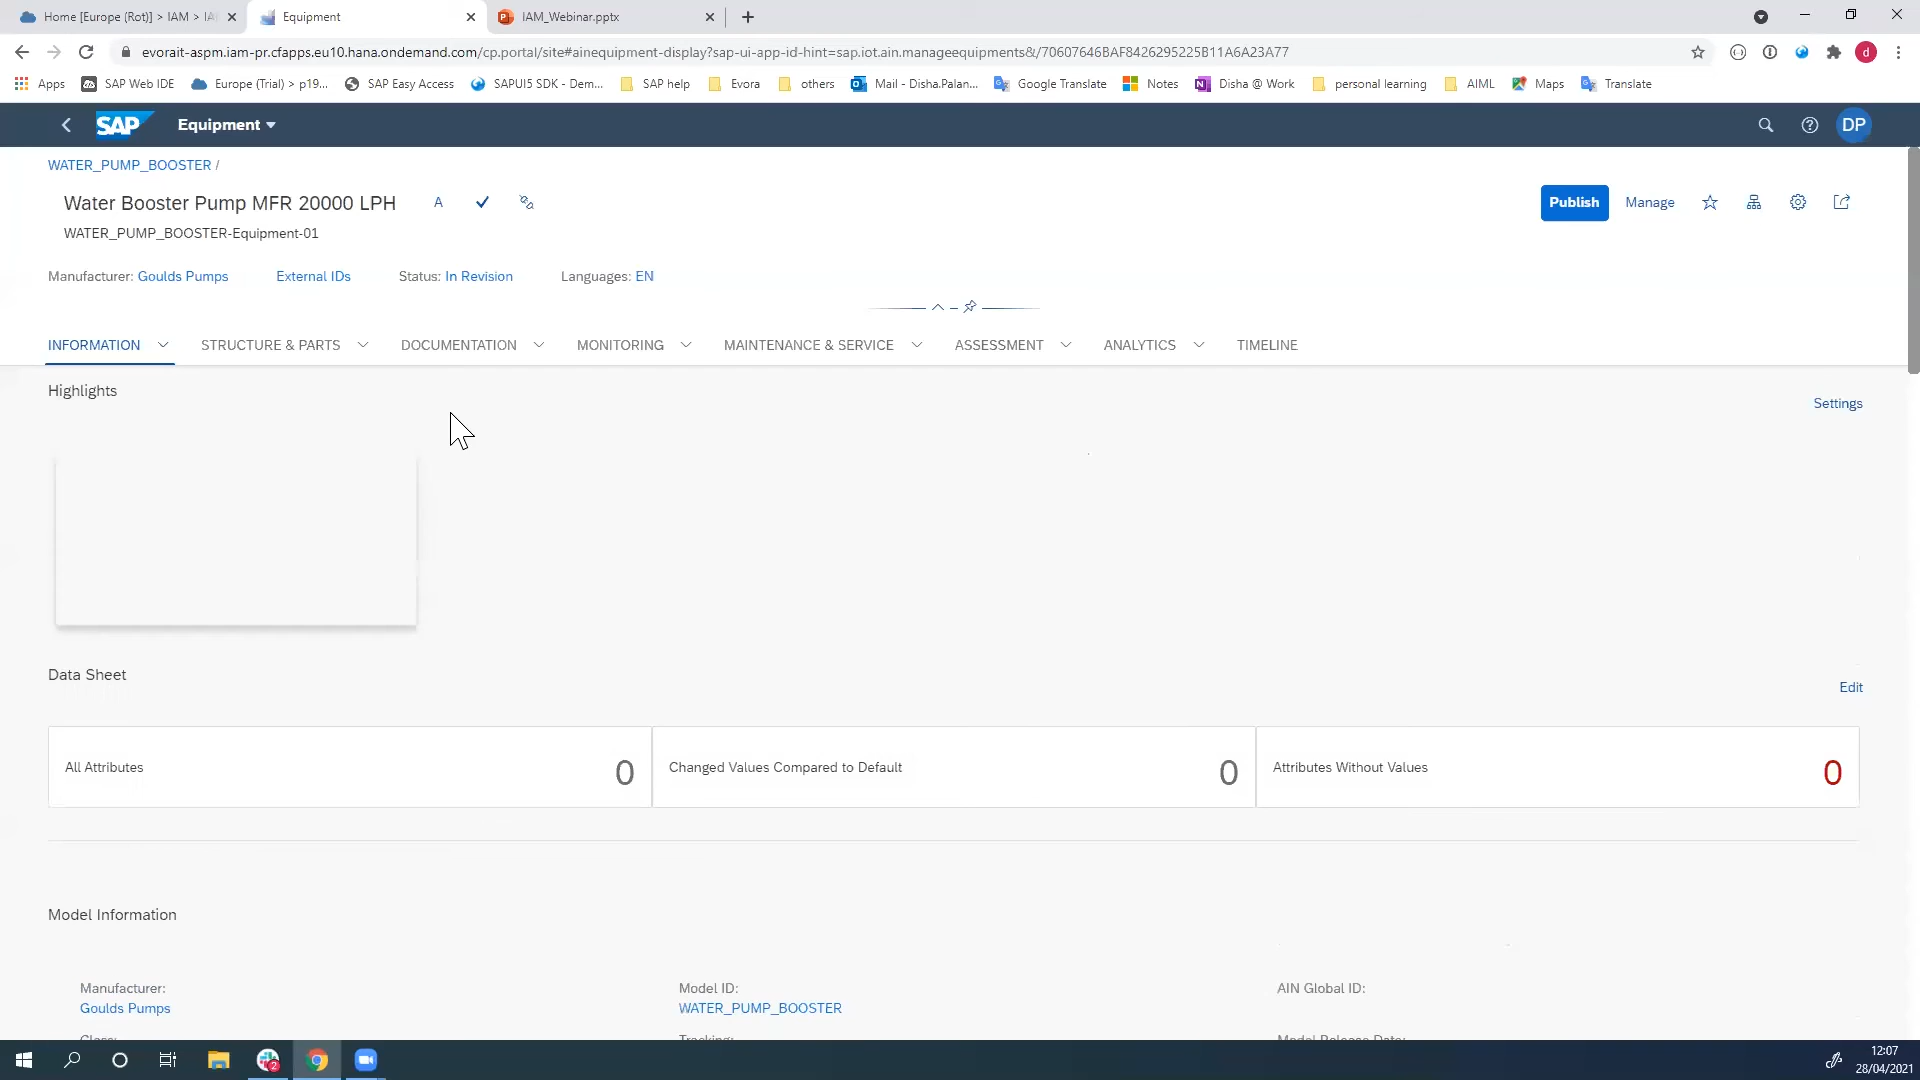 Home [Europe (Rot)] > IAM > IA
Equipment
IAM_Webinar.pptx
evorait-aspm.iam-pr.cfapps.eu10.hana.ondemand.com/cp.portal/site#ainequipment-display?sap-ui-app-id-hint=sap.iot.ain.manageequipments&/70607646BAF8426295225B11A6A23A77
d
Apps
SAP Web IDE
Europe (Trial) > p19...
SAP Easy Access
SAPUI5 SDK - Dem...
SAP help
Evora
others
Mail - Disha.Palan...
Google Translate
Notes
Disha @ Work
personal learning
AIML
Maps
Translate
SAP
Equipment
DP
WATER_PUMP_BOOSTER /
Water Booster Pump MFR 20000 LPH
A
Publish
Manage
WATER_PUMP_BOOSTER-Equipment-01
Manufacturer: Goulds Pumps
External IDs
Status: In Revision
Languages: EN
INFORMATION
STRUCTURE & PARTS
DOCUMENTATION
MONITORING
MAINTENANCE & SERVICE
ASSESSMENT
ANALYTICS
TIMELINE
Highlights
Settings
Data Sheet
Edit
All Attributes
0
Changed Values Compared to Default
0
Attributes Without Values
0
Model Information
Manufacturer:
Goulds Pumps
Model ID:
WATER_PUMP_BOOSTER
AIN Global ID:
Class:
Tracking:
Model Release Date:
2
12:07
28/04/2021